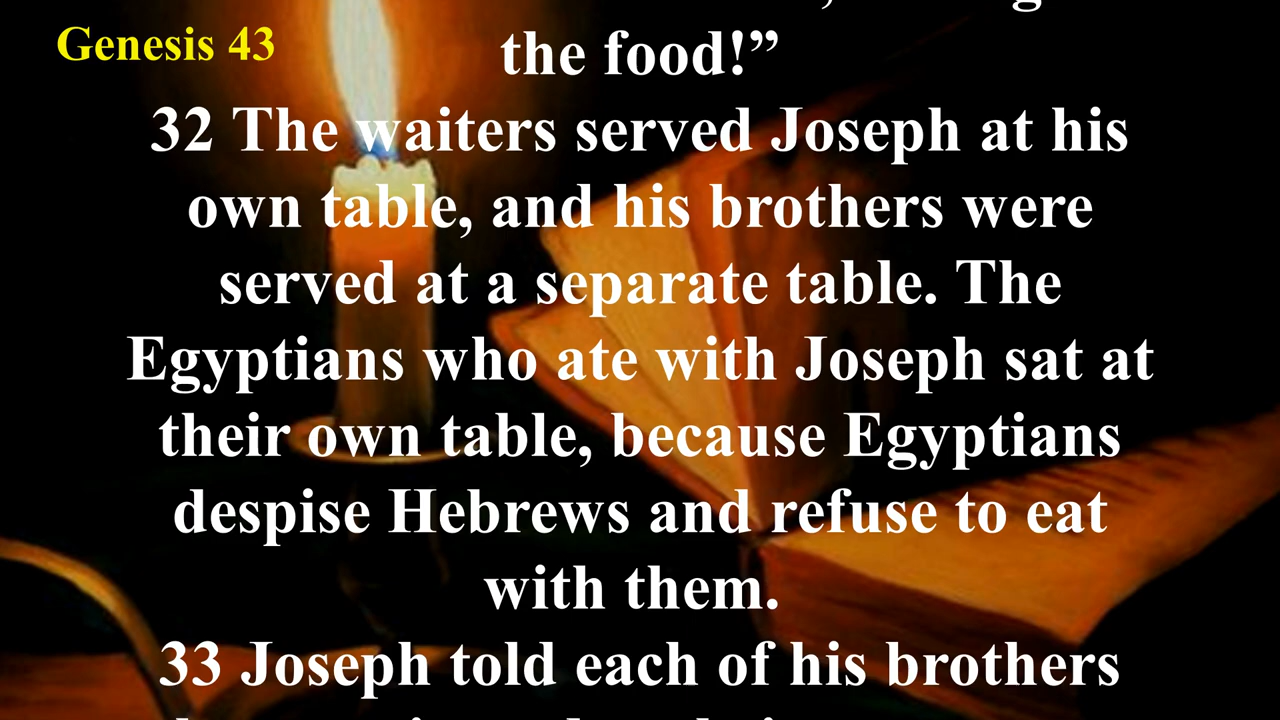 Genesis 43
the food!”
32 The waiters served Joseph at his
own table, and his brothers were
served at a separate table. The
Egyptians who ate with Joseph sat at
their own table, because Egyptians
despise Hebrews and refuse to eat
with them.
33 Joseph told each of his brothers